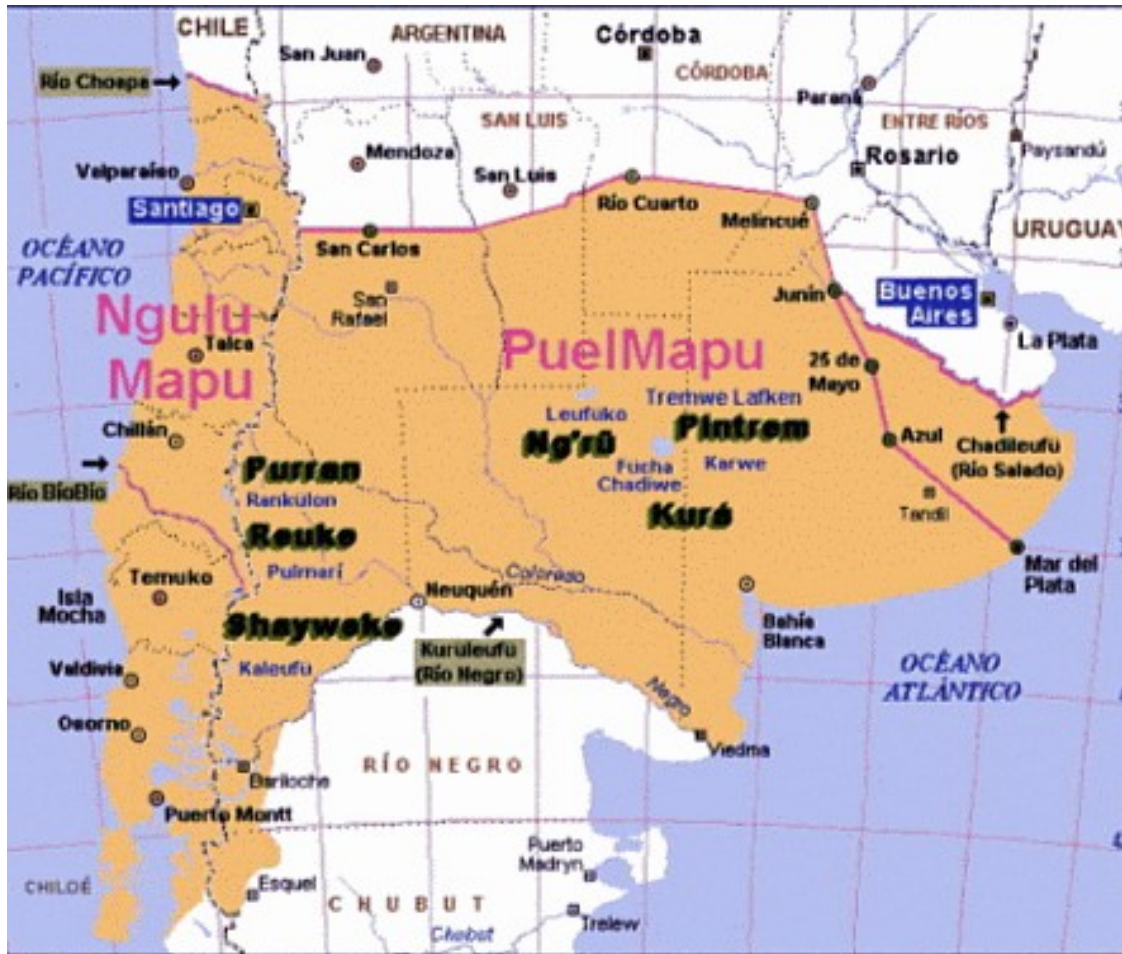 CHILE
ARGENTINA
San Juan
Córdoba
CÓRDOBA
Río Choapa
Paraná
SAN LUIS
ENTRE RÍOS
Mendoza
Rosario
Paysandú
Valparaíso
San Luis
Santiago
Río Cuarto
Melincué
URUGUAY
OCÉANO
PACÍFICO
San Carlos
San
Rafael
Junín
Buenos
Aires
La Plata
Ngulu
Mapu
Talca
PuelMapu
25 de
Mayo
Leufuko
Tremwe Lafken
Chillán
Ng'rü
Pintrem
Azul
Chadileufú
(Río Salado)
Fücha
Chadiwe
Karwe
Río BíoBío
Purran
Rankülon
Kuré
Tandil
Reuke
Pulmarí
Colorado
Mar del
Plata
Temuko
Isla
Mocha
Neuquén
Bahía
Blanca
Shayweke
Kaleufu
Kuruleufú
(Río Negro)
Valdivia
OCÉANO
ATLÁNTICO
Negro
Osorno
Viedma
RÍO NEGRO
Bariloche
Puerto Montt
Puerto
Madryn
CHILOÉ
Esquel
CHUBUT
Chubut
Trelew